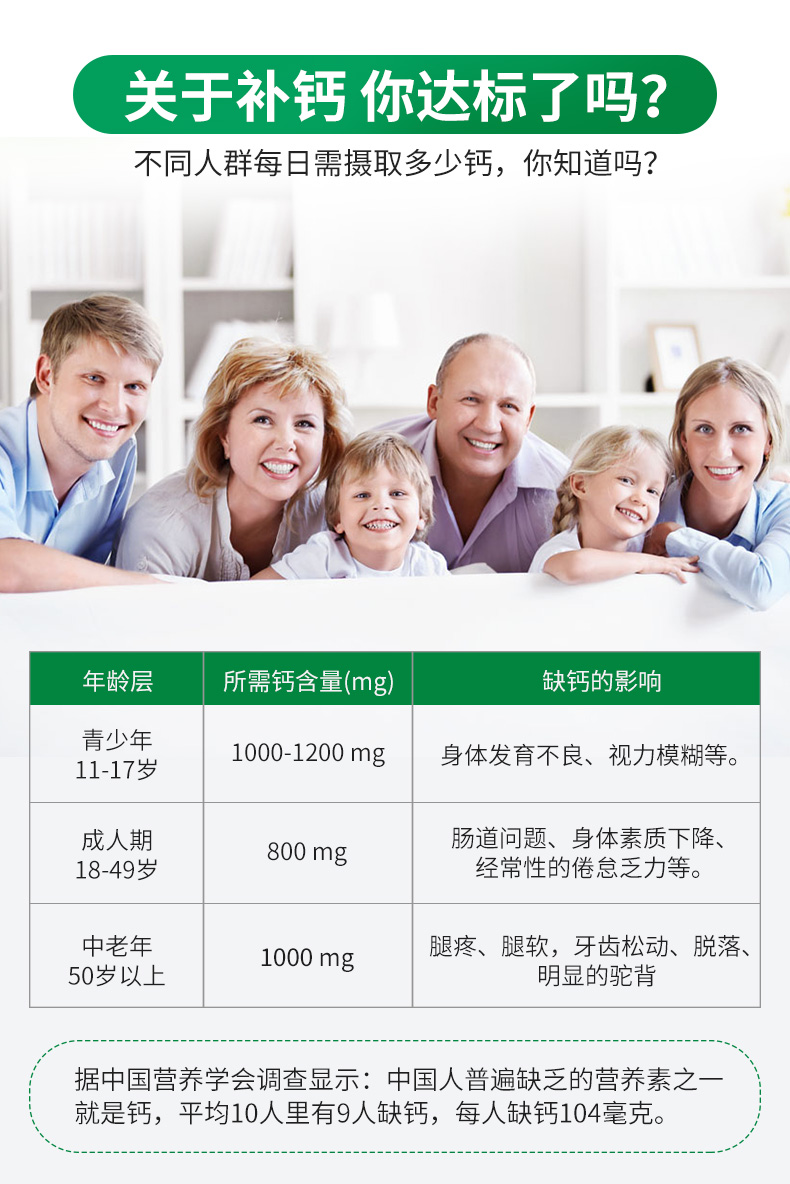 关于补钙 你达标了吗？
不同人群每日需摄取多少钙，你知道吗？
年龄层
所需钙含量(mg)
缺钙的影响
青少年
11-17岁
1000-1200 mg
身体发育不良、视力模糊等。
成人期
18-49岁
800 mg
肠道问题、身体素质下降、
经常性的倦怠乏力等。
中老年
50岁以上
1000 mg
腿疼、腿软，牙齿松动、脱落、
明显的驼背
据中国营养学会调查显示：中国人普遍缺乏的营养素之一
就是钙，平均10人里有9人缺钙，每人缺钙104毫克。